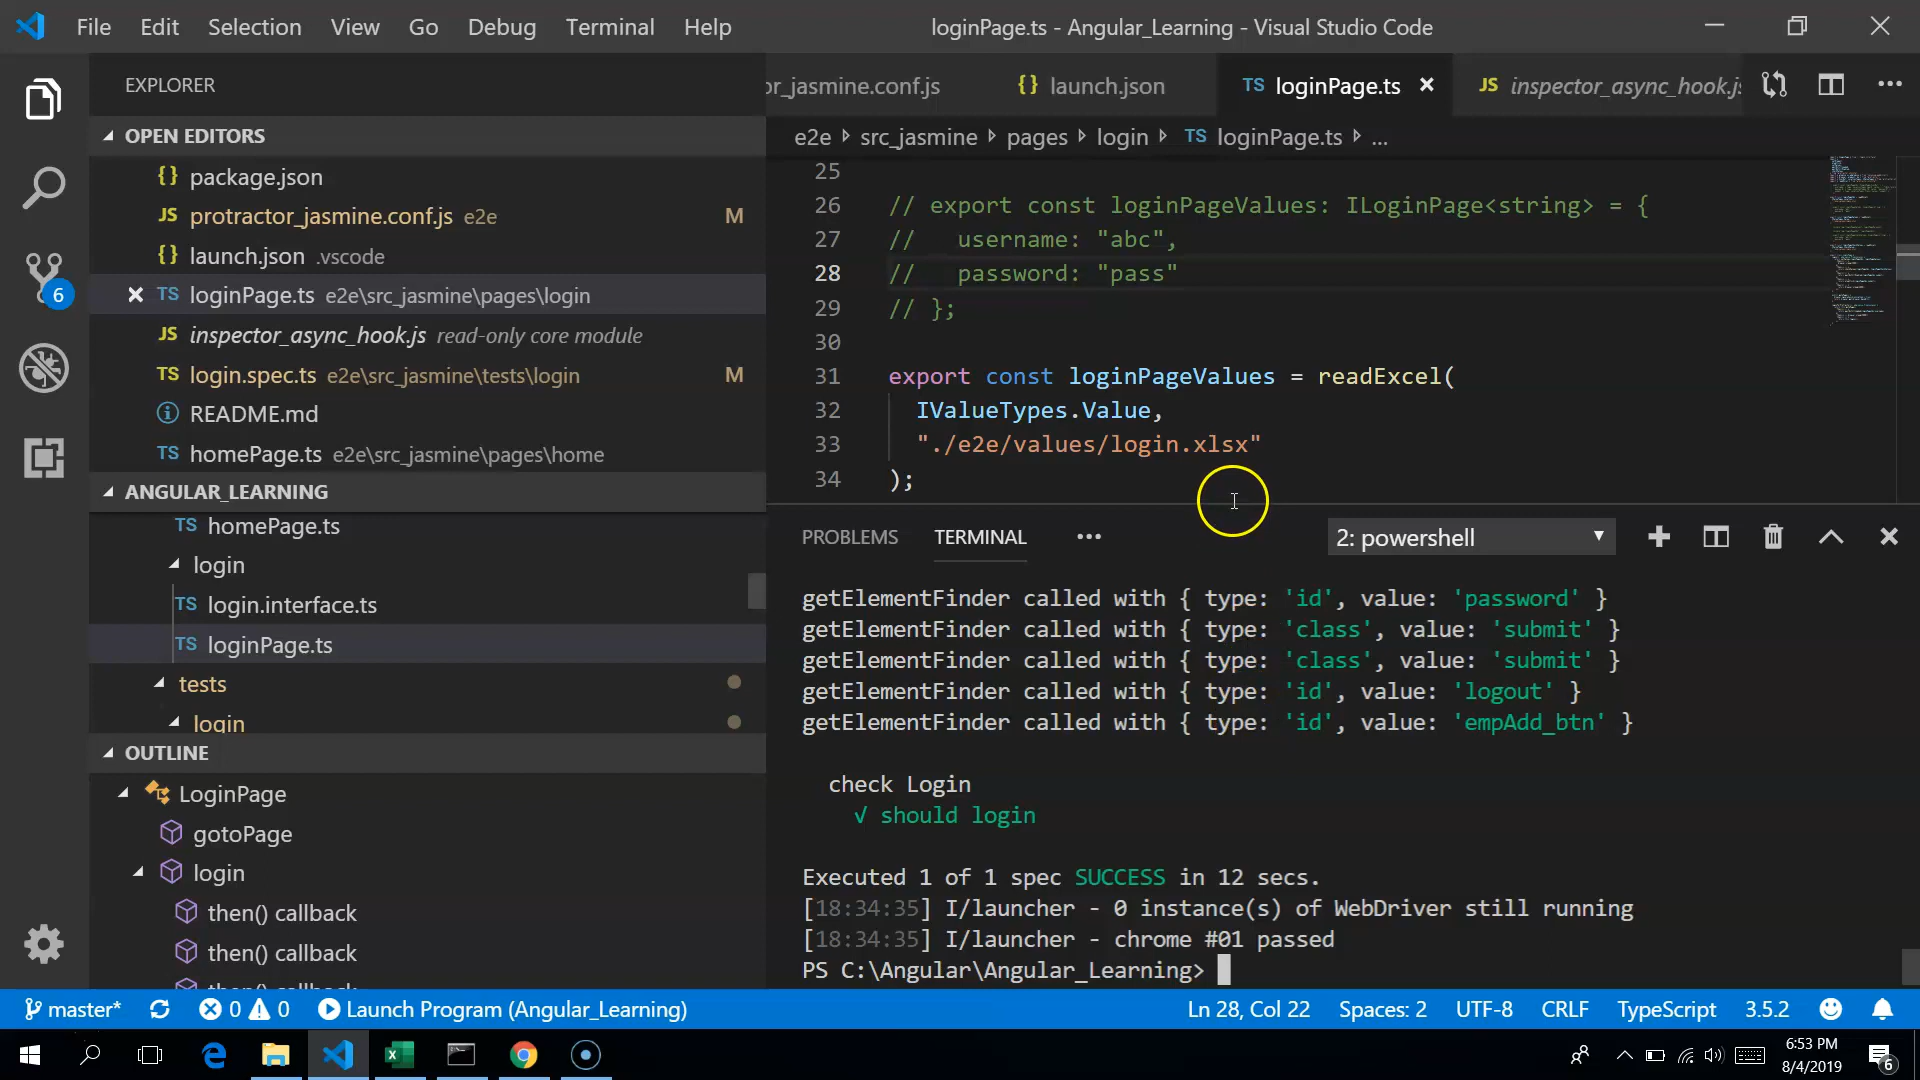 File Edit Selection View Go Debug Terminal Help
loginPage.ts - Angular_Learning - Visual Studio Code
EXPLORER
OPEN EDITORS
{} package.json
JS protractor_jasmine.conf.js e2e M
{} launch.json .vscode
TS loginPage.ts e2e\src_jasmine\pages\login
JS inspector_async_hook.js read-only core module
TS login.spec.ts e2e\src_jasmine\tests\login M
README.md
TS homePage.ts e2e\src_jasmine\pages\home
ANGULAR_LEARNING
TS homePage.ts
login
TS login.interface.ts
TS loginPage.ts
tests
login
OUTLINE
LoginPage
gotoPage
login
then() callback
then() callback
then() callback
6
or_jasmine.conf.js {} launch.json TS loginPage.ts JS inspector_async_hook.js
e2e src_jasmine pages login TS loginPage.ts ...
25
26 // export const loginPageValues: ILoginPage<string> = {
27 // username: "abc",
28 // password: "pass"
29 // };
30
31 export const loginPageValues = readExcel(
32 IValueTypes.Value,
33 "./e2e/values/login.xlsx"
34 );
PROBLEMS TERMINAL ... 2: powershell
getElementFinder called with { type: 'id', value: 'password' }
getElementFinder called with { type: 'class', value: 'submit' }
getElementFinder called with { type: 'class', value: 'submit' }
getElementFinder called with { type: 'id', value: 'logout' }
getElementFinder called with { type: 'id', value: 'empAdd_btn' }
check Login
√ should login
Executed 1 of 1 spec SUCCESS in 12 secs.
[18:34:35] I/launcher - 0 instance(s) of WebDriver still running
[18:34:35] I/launcher - chrome #01 passed
PS C:\Angular\Angular_Learning>
master* 0 0 Launch Program (Angular_Learning) Ln 28, Col 22 Spaces: 2 UTF-8 CRLF TypeScript 3.5.2
6:53 PM
8/4/2019
6